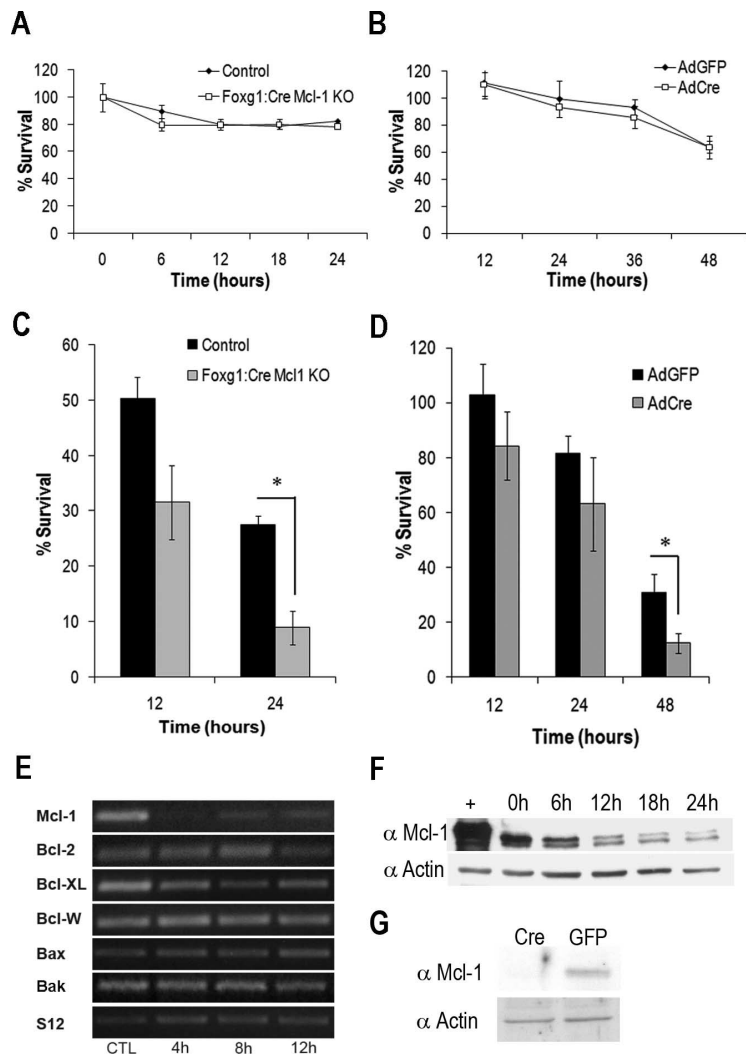 A
120
100
80
60
40
20
0
% Survival
Control
Foxg1:Cre Mcl-1 KO
0 6 12 18 24
Time (hours)
B
120
100
80
60
40
20
0
% Survival
AdGFP
AdCre
12 24 36 48
Time (hours)
C
60
50
40
30
20
10
0
% Survival
Control
Foxg1:Cre Mcl1 KO
*
12 24
Time (hours)
D
120
100
80
60
40
20
0
% Survival
AdGFP
AdCre
*
12 24 48
Time (hours)
E
Mcl-1
Bcl-2
Bcl-XL
Bcl-W
Bax
Bak
S12
CTL 4h 8h 12h
F
+ 0h 6h 12h 18h 24h
α Mcl-1
α Actin
G
Cre GFP
α Mcl-1
α Actin